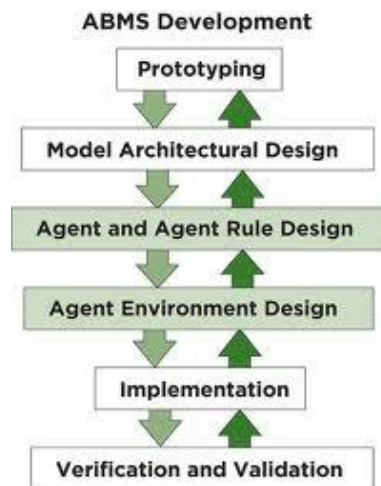 ABMS Development
Prototyping
Model Architectural Design
Agent and Agent Rule Design
Agent Environment Design
Implementation
Verification and Validation